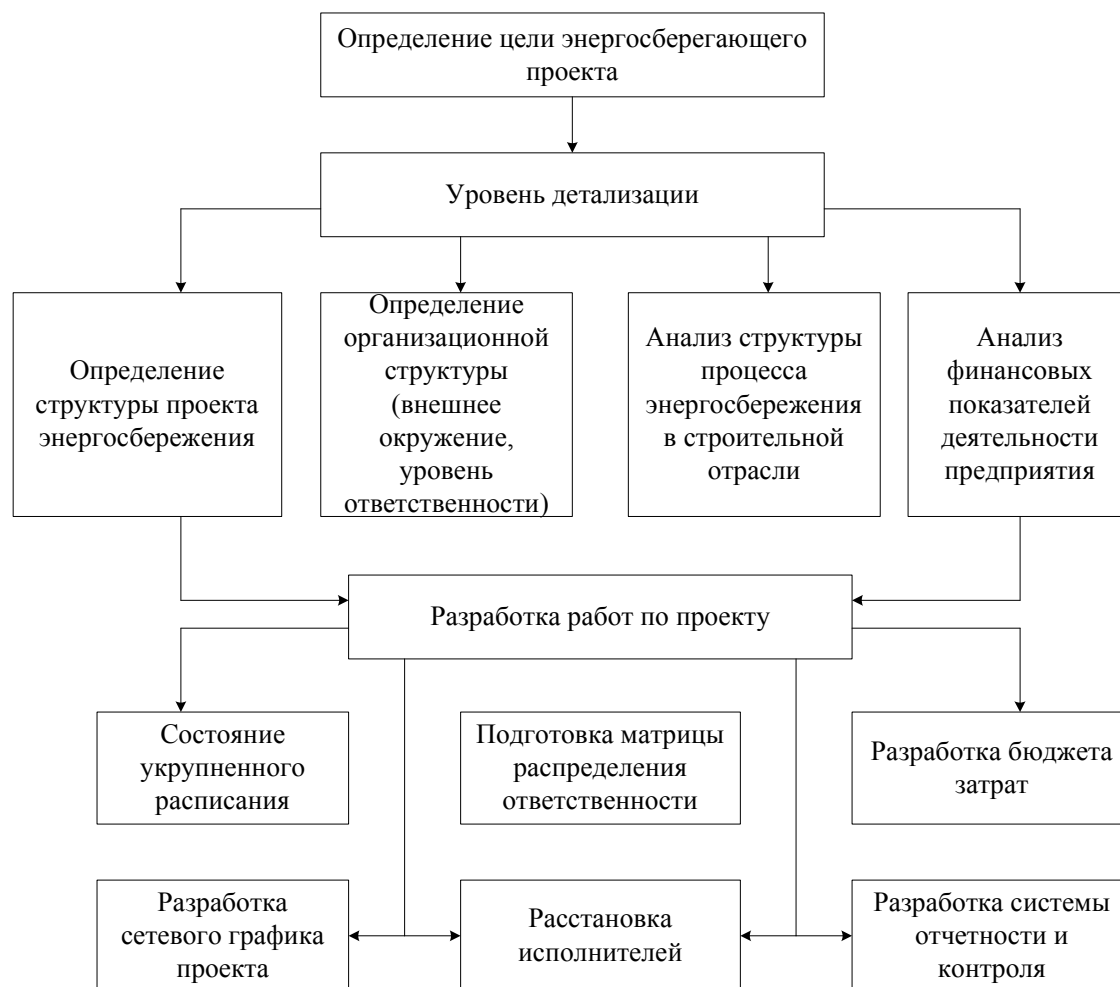 Определение цели энергосберегающего
проекта
Уровень детализации
Определение
структуры проекта
энергосбережения
Определение
организационной
структуры
(внешнее
окружение,
уровень
ответственности)
Анализ структуры
процесса
энергосбережения
в строительной
отрасли
Анализ
финансовых
показателей
деятельности
предприятия
Разработка работ по проекту
Состояние
укрупненного
расписания
Подготовка матрицы
распределения
ответственности
Разработка бюджета
затрат
Разработка
сетевого графика
проекта
Расстановка
исполнителей
Разработка системы
отчетности и
контроля